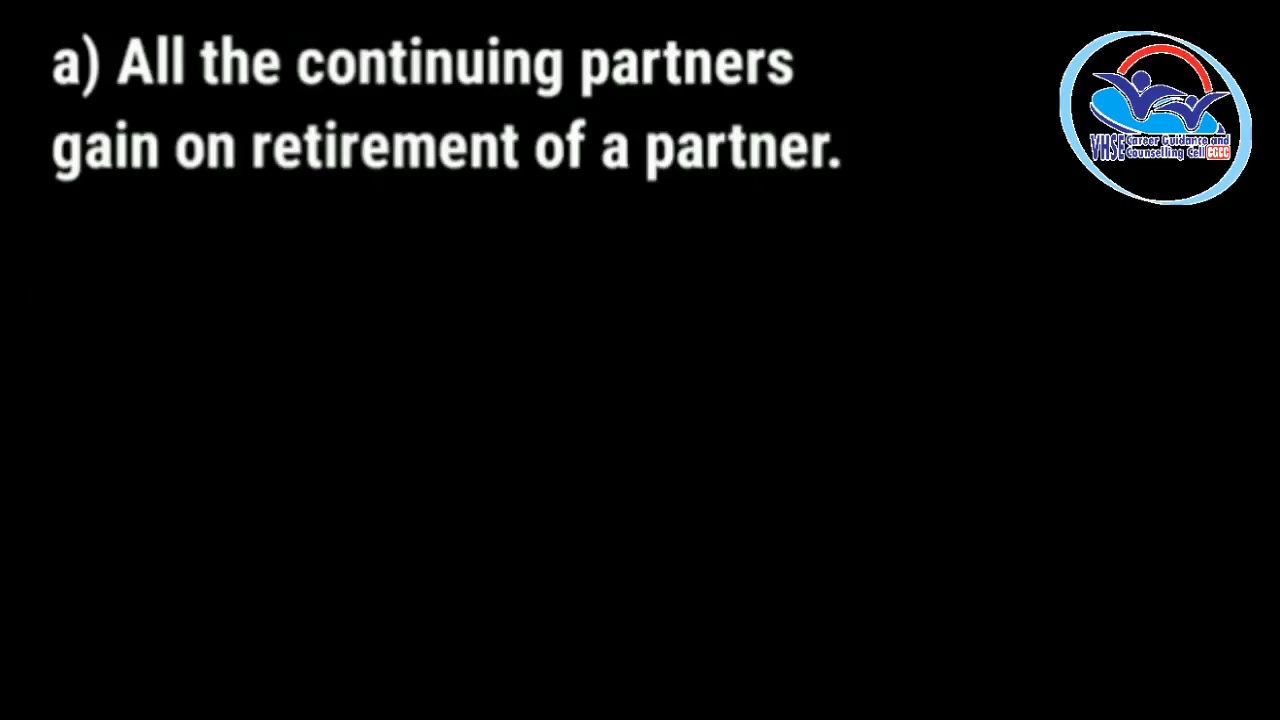 a) All the continuing partners
gain on retirement of a partner.
VHSE Career Guidance and
Counselling Cell CGCC